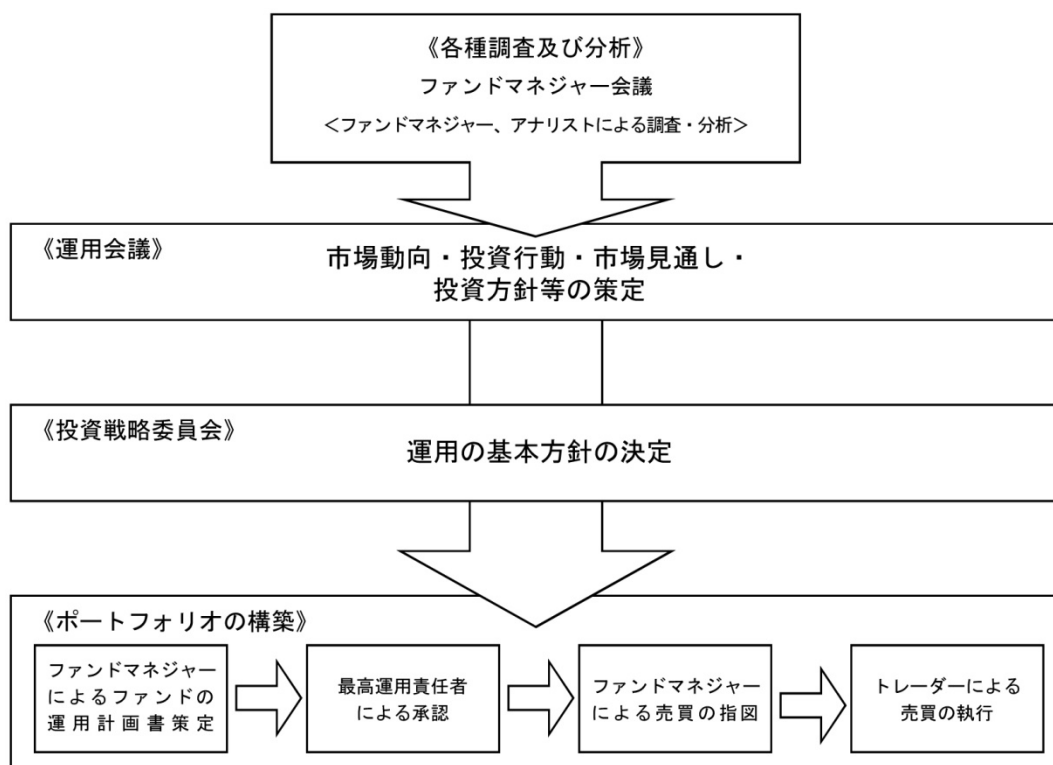 《各種調査及び分析》
ファンドマネジャー会議
＜ファンドマネジャー、アナリストによる調査・分析＞
《運用会議》
市場動向・投資行動・市場見通し・
投資方針等の策定
《投資戦略委員会》
運用の基本方針の決定
《ポートフォリオの構築》
ファンドマネジャー
によるファンドの
運用計画書策定
最高運用責任者
による承認
ファンドマネジャー
による売買の指図
トレーダーによる
売買の執行